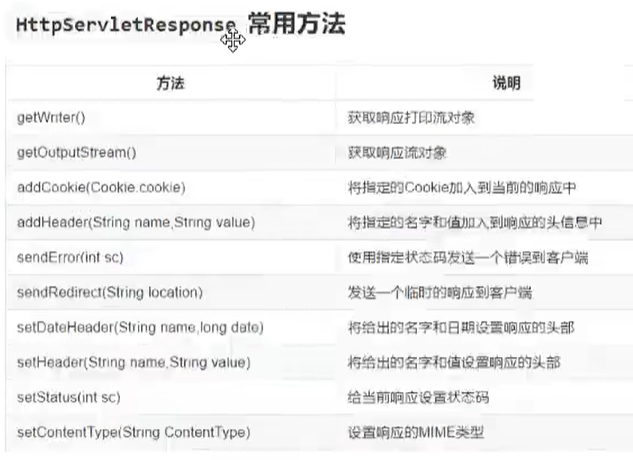 HttpServletResponse 常用方法
方法 说明
getWriter() 获取响应打印流对象
getOutputStream() 获取响应流对象
addCookie(Cookie.cookie) 将指定的Cookie加入到当前的响应中
addHeader(String name,String value) 将指定的名字和值加入到响应的头信息中
sendError(int sc) 使用指定状态码发送一个错误到客户端
sendRedirect(String location) 发送一个临时的响应到客户端
setDateHeader(String name,long date) 将给出的名字和日期设置响应的头部
setHeader(String name,String value) 将给出的名字和值设置响应的头部
setStatus(int sc) 给当前响应设置状态码
setContentType(String ContentType) 设置响应的MIME类型